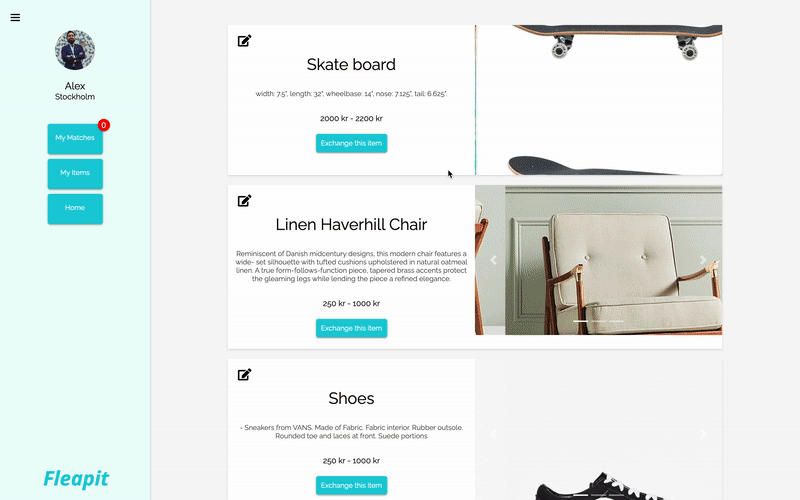 Alex
Stockholm
0
My Matches
My Items
Home
Fleapit
Skate board
width: 7.5", length: 32", wheelbase: 14", nose: 7.125", tail: 6.625".
2000 kr - 2200 kr
Exchange this item
Linen Haverhill Chair
Reminiscent of Danish midcentury designs, this modern chair features a
wide- set silhouette with tufted cushions upholstered in natural oatmeal
linen. A true form-follows-function piece, tapered brass accents protect
the gleaming legs while lending the piece a refined elegance.
250 kr - 1000 kr
Exchange this item
Shoes
- Sneakers from VANS. Made of Fabric. Fabric interior. Rubber outsole.
Rounded toe and laces at front. Suede portions
250 kr - 1000 kr
Exchange this item